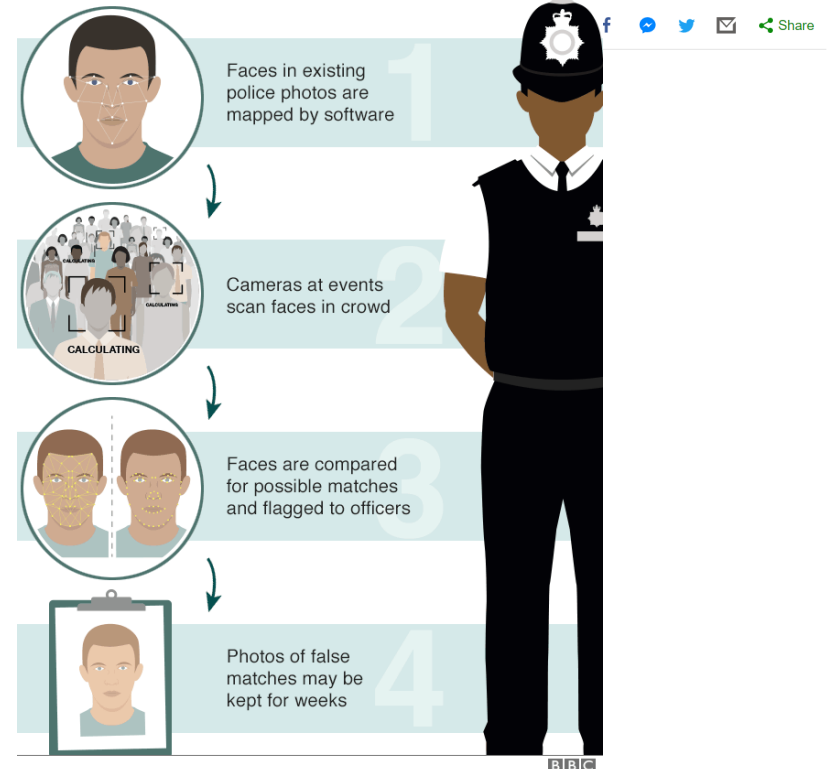 Share
1
Faces in existing
police photos are
mapped by software
2
Cameras at events
scan faces in crowd
CALCULATING
CALCULATING
CALCULATING
3
Faces are compared
for possible matches
and flagged to officers
4
Photos of false
matches may be
kept for weeks
BBC